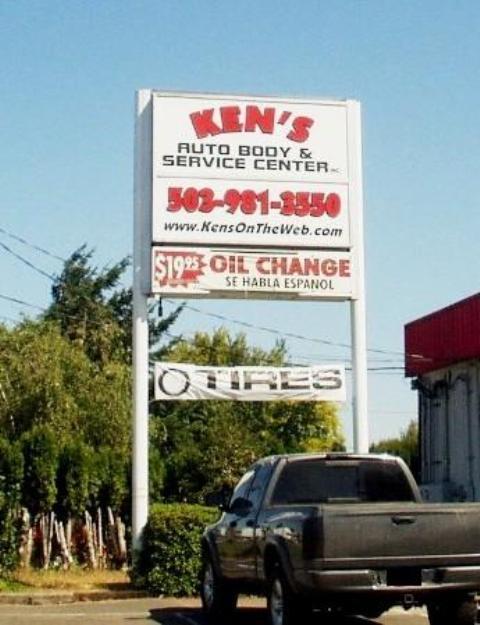 KEN'S
AUTO BODY &
SERVICE CENTER INC
503-981-3550
www.KensOnTheWeb.com
$19.95 OIL CHANGE
SE HABLA ESPANOL
TIRES